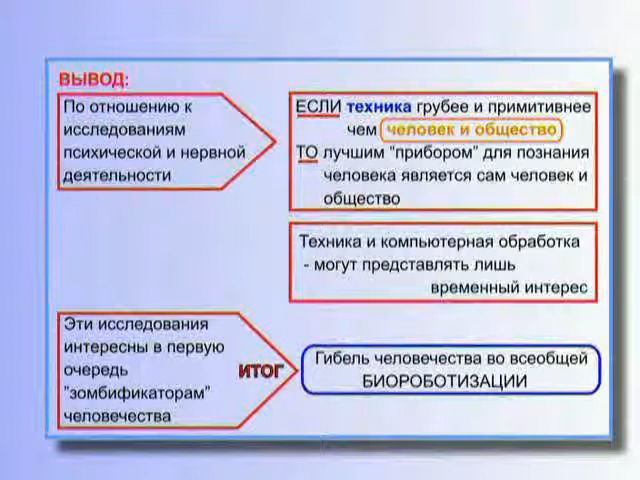 ВЫВОД:
По отношению к
исследованиям
психической и нервной
деятельности
ЕСЛИ техника грубее и примитивнее
чем человек и общество
ТО лучшим "прибором" для познания
человека является сам человек и
общество
Техника и компьютерная обработка
- могут представлять лишь
временный интерес
Эти исследования
интересны в первую
очередь
"зомбификаторам"
человечества
ИТОГ
Гибель человечества во всеобщей
БИОРОБОТИЗАЦИИ